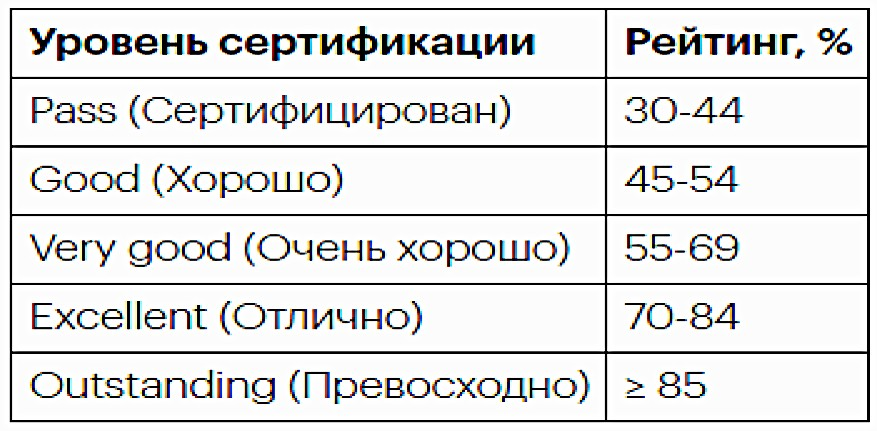 Уровень сертификации Рейтинг, %
Pass (Сертифицирован) 30-44
Good (Хорошо) 45-54
Very good (Очень хорошо) 55-69
Excellent (Отлично) 70-84
Outstanding (Превосходно) ≥ 85